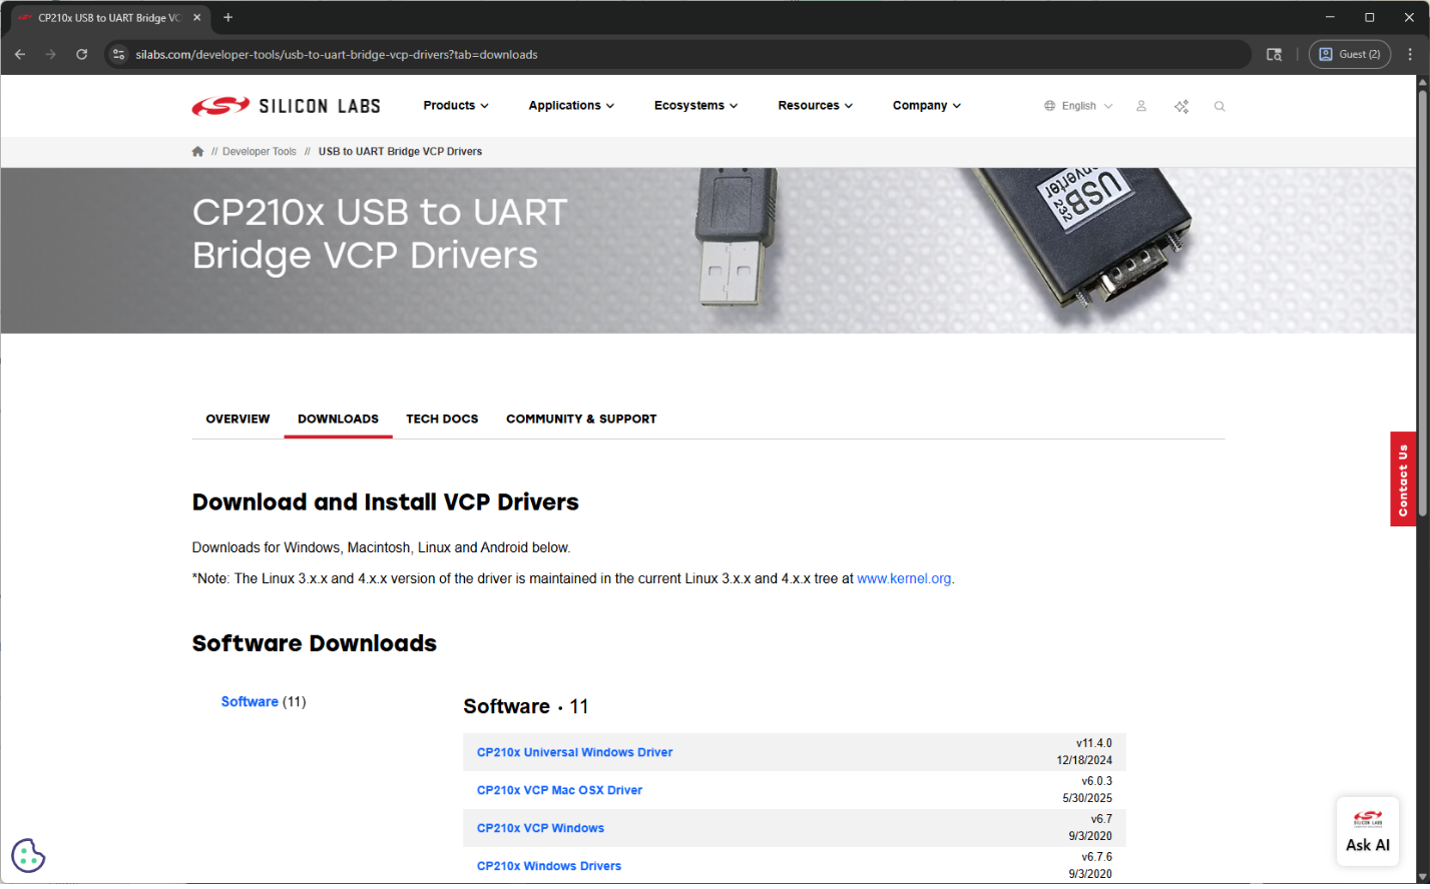 CP210x USB to UART Bridge VC
silabs.com/developer-tools/usb-to-uart-bridge-vcp-drivers?tab=downloads
Guest (2)
SILICON LABS
Products
Applications
Ecosystems
Resources
Company
English
// Developer Tools // USB to UART Bridge VCP Drivers
CP210x USB to UART
Bridge VCP Drivers
USB
232
OVERVIEW
DOWNLOADS
TECH DOCS
COMMUNITY & SUPPORT
Contact Us
Download and Install VCP Drivers
Downloads for Windows, Macintosh, Linux and Android below.
*Note: The Linux 3.x.x and 4.x.x version of the driver is maintained in the current Linux 3.x.x and 4.x.x tree at www.kernel.org.
Software Downloads
Software (11)
Software • 11
CP210x Universal Windows Driver
v11.4.0
12/18/2024
CP210x VCP Mac OSX Driver
v6.0.3
5/30/2025
CP210x VCP Windows
v6.7
9/3/2020
CP210x Windows Drivers
v6.7.6
9/3/2020
SILICON LABS
Ask AI